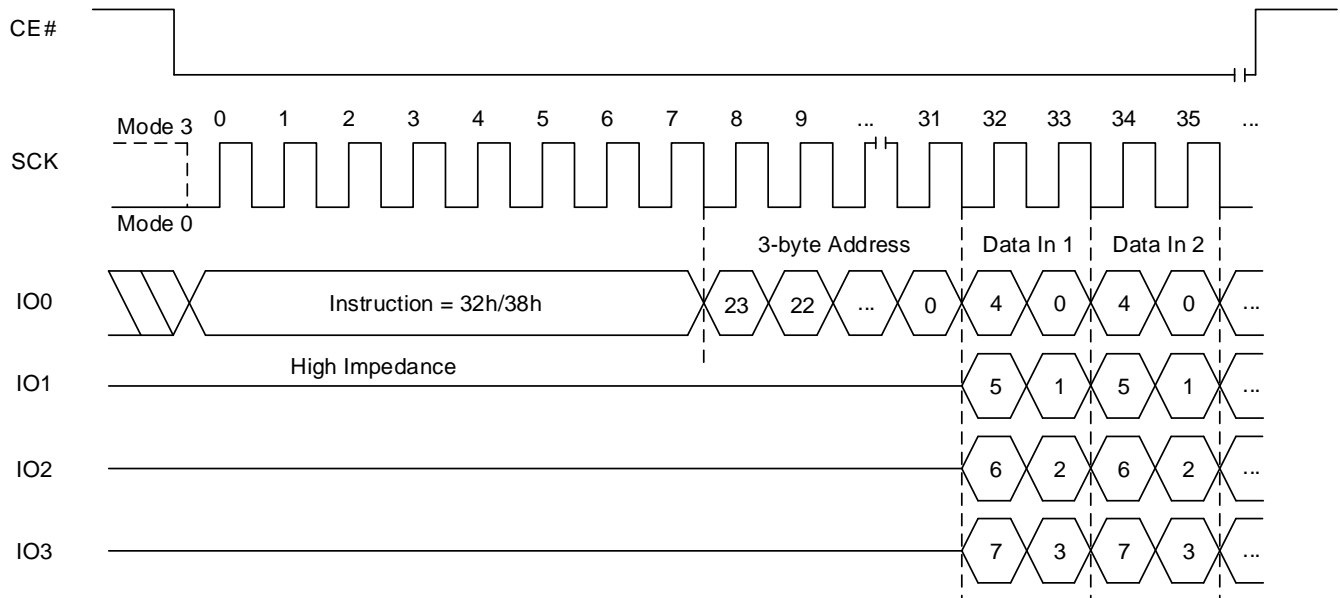 CE#
Mode 3 0 1 2 3 4 5 6 7 8 9 ... 31 32 33 34 35 ...
SCK
Mode 0
3-byte Address Data In 1 Data In 2
IO0 Instruction = 32h/38h 23 22 ... 0 4 0 4 0 ...
High Impedance
IO1 5 1 5 1 ...
IO2 6 2 6 2 ...
IO3 7 3 7 3 ...